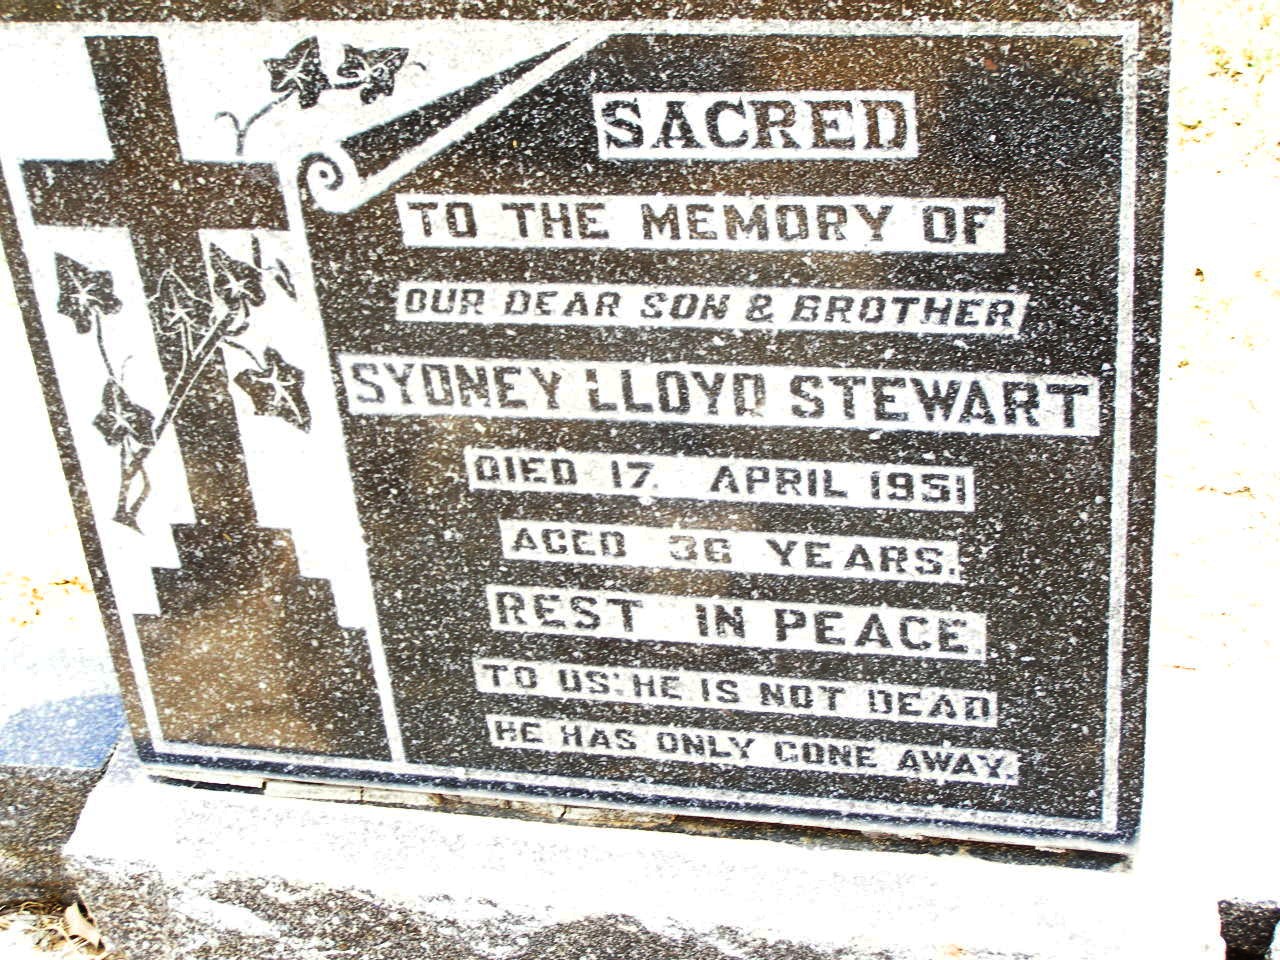 SACRED
TO THE MEMORY OF
OUR DEAR SON & BROTHER
SYDNEY LLOYD STEWART
DIED 17. APRIL 1951
AGED 36 YEARS.
REST IN PEACE.
TO US, HE IS NOT DEAD
HE HAS ONLY GONE AWAY.